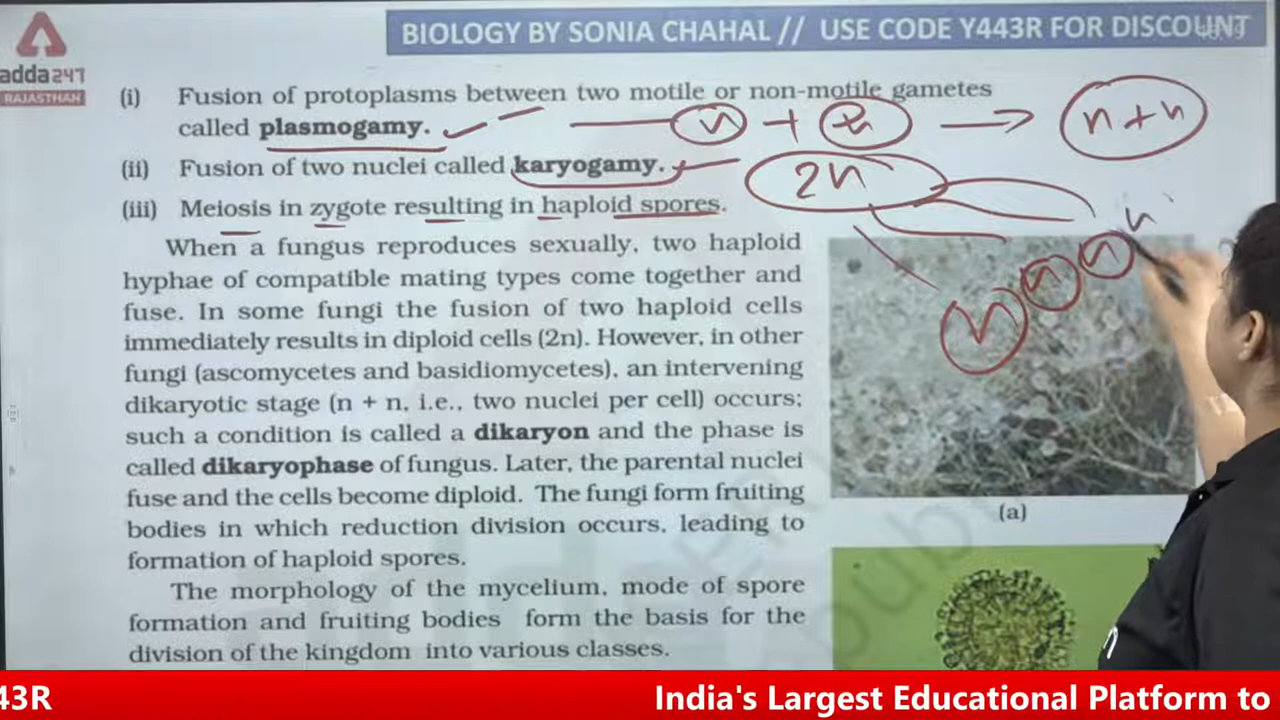 BIOLOGY BY SONIA CHAHAL // USE CODE Y443R FOR DISCOUNT
adda247
RAJASTHAN
(i) Fusion of protoplasms between two motile or non-motile gametes
called plasmogamy.
n + n → n + n
(ii) Fusion of two nuclei called karyogamy.
2n
(iii) Meiosis in zygote resulting in haploid spores.
n n n n
When a fungus reproduces sexually, two haploid
hyphae of compatible mating types come together and
fuse. In some fungi the fusion of two haploid cells
immediately results in diploid cells (2n). However, in other
fungi (ascomycetes and basidiomycetes), an intervening
dikaryotic stage (n + n, i.e., two nuclei per cell) occurs;
such a condition is called a dikaryon and the phase is
called dikaryophase of fungus. Later, the parental nuclei
fuse and the cells become diploid. The fungi form fruiting
bodies in which reduction division occurs, leading to
formation of haploid spores.
(a)
The morphology of the mycelium, mode of spore
formation and fruiting bodies form the basis for the
division of the kingdom into various classes.
43R
India's Largest Educational Platform to